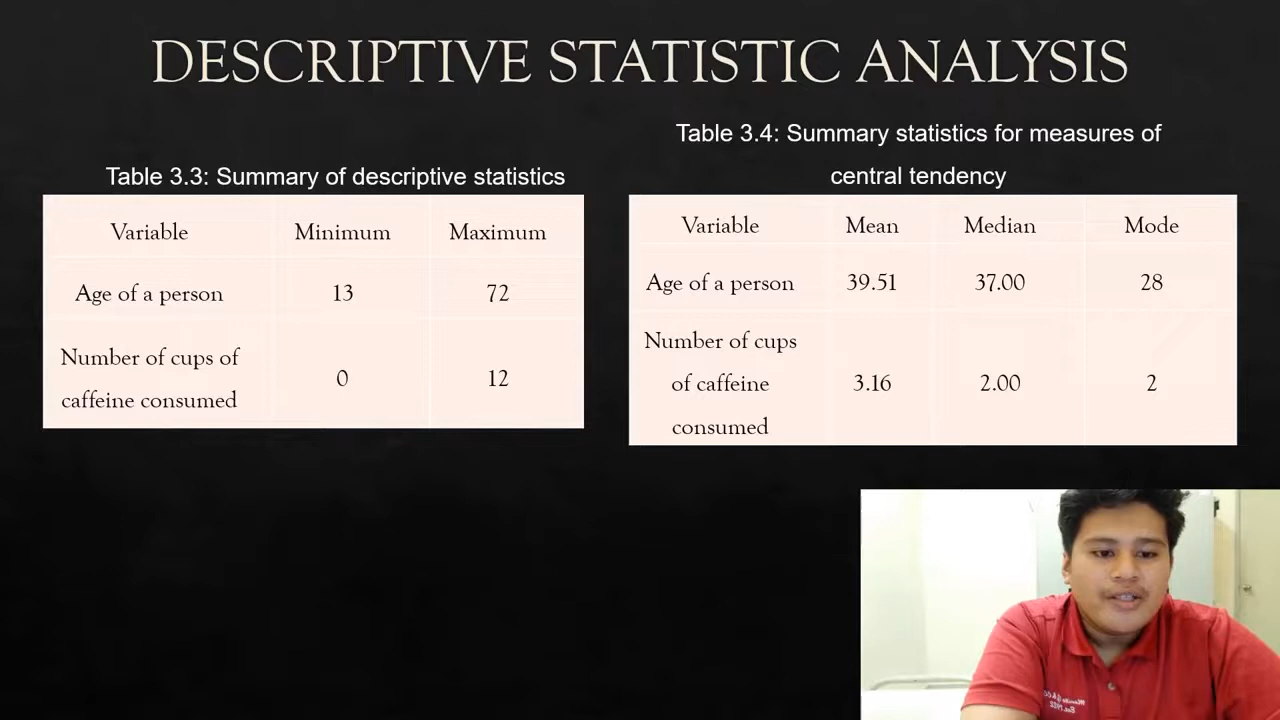 DESCRIPTIVE STATISTIC ANALYSIS
Table 3.3: Summary of descriptive statistics
Variable Minimum Maximum
Age of a person 13 72
Number of cups of
caffeine consumed 0 12
Table 3.4: Summary statistics for measures of
central tendency
Variable Mean Median Mode
Age of a person 39.51 37.00 28
Number of cups
of caffeine 3.16 2.00 2
consumed